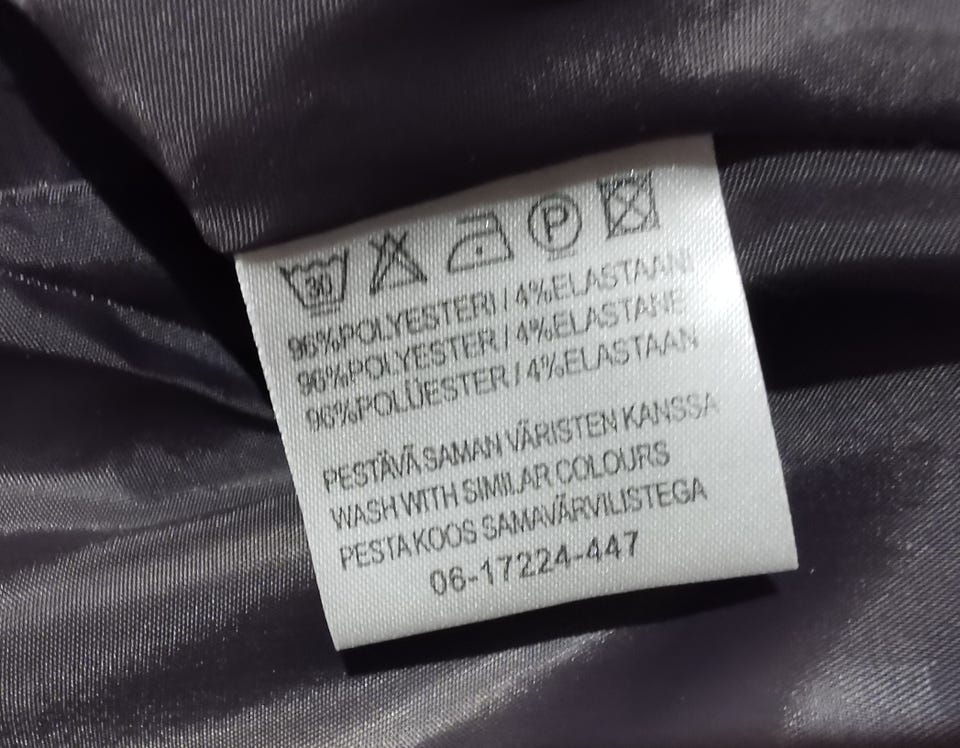 30 P
96%POLYESTERI / 4%ELASTAANI
96%POLYESTER / 4%ELASTANE
96%POLÜESTER / 4%ELASTAAN
PESTÄVÄ SAMAN VÄRISTEN KANSSA
WASH WITH SIMILAR COLOURS
PESTA KOOS SAMAVÄRVILISTEGA
06-17224-447